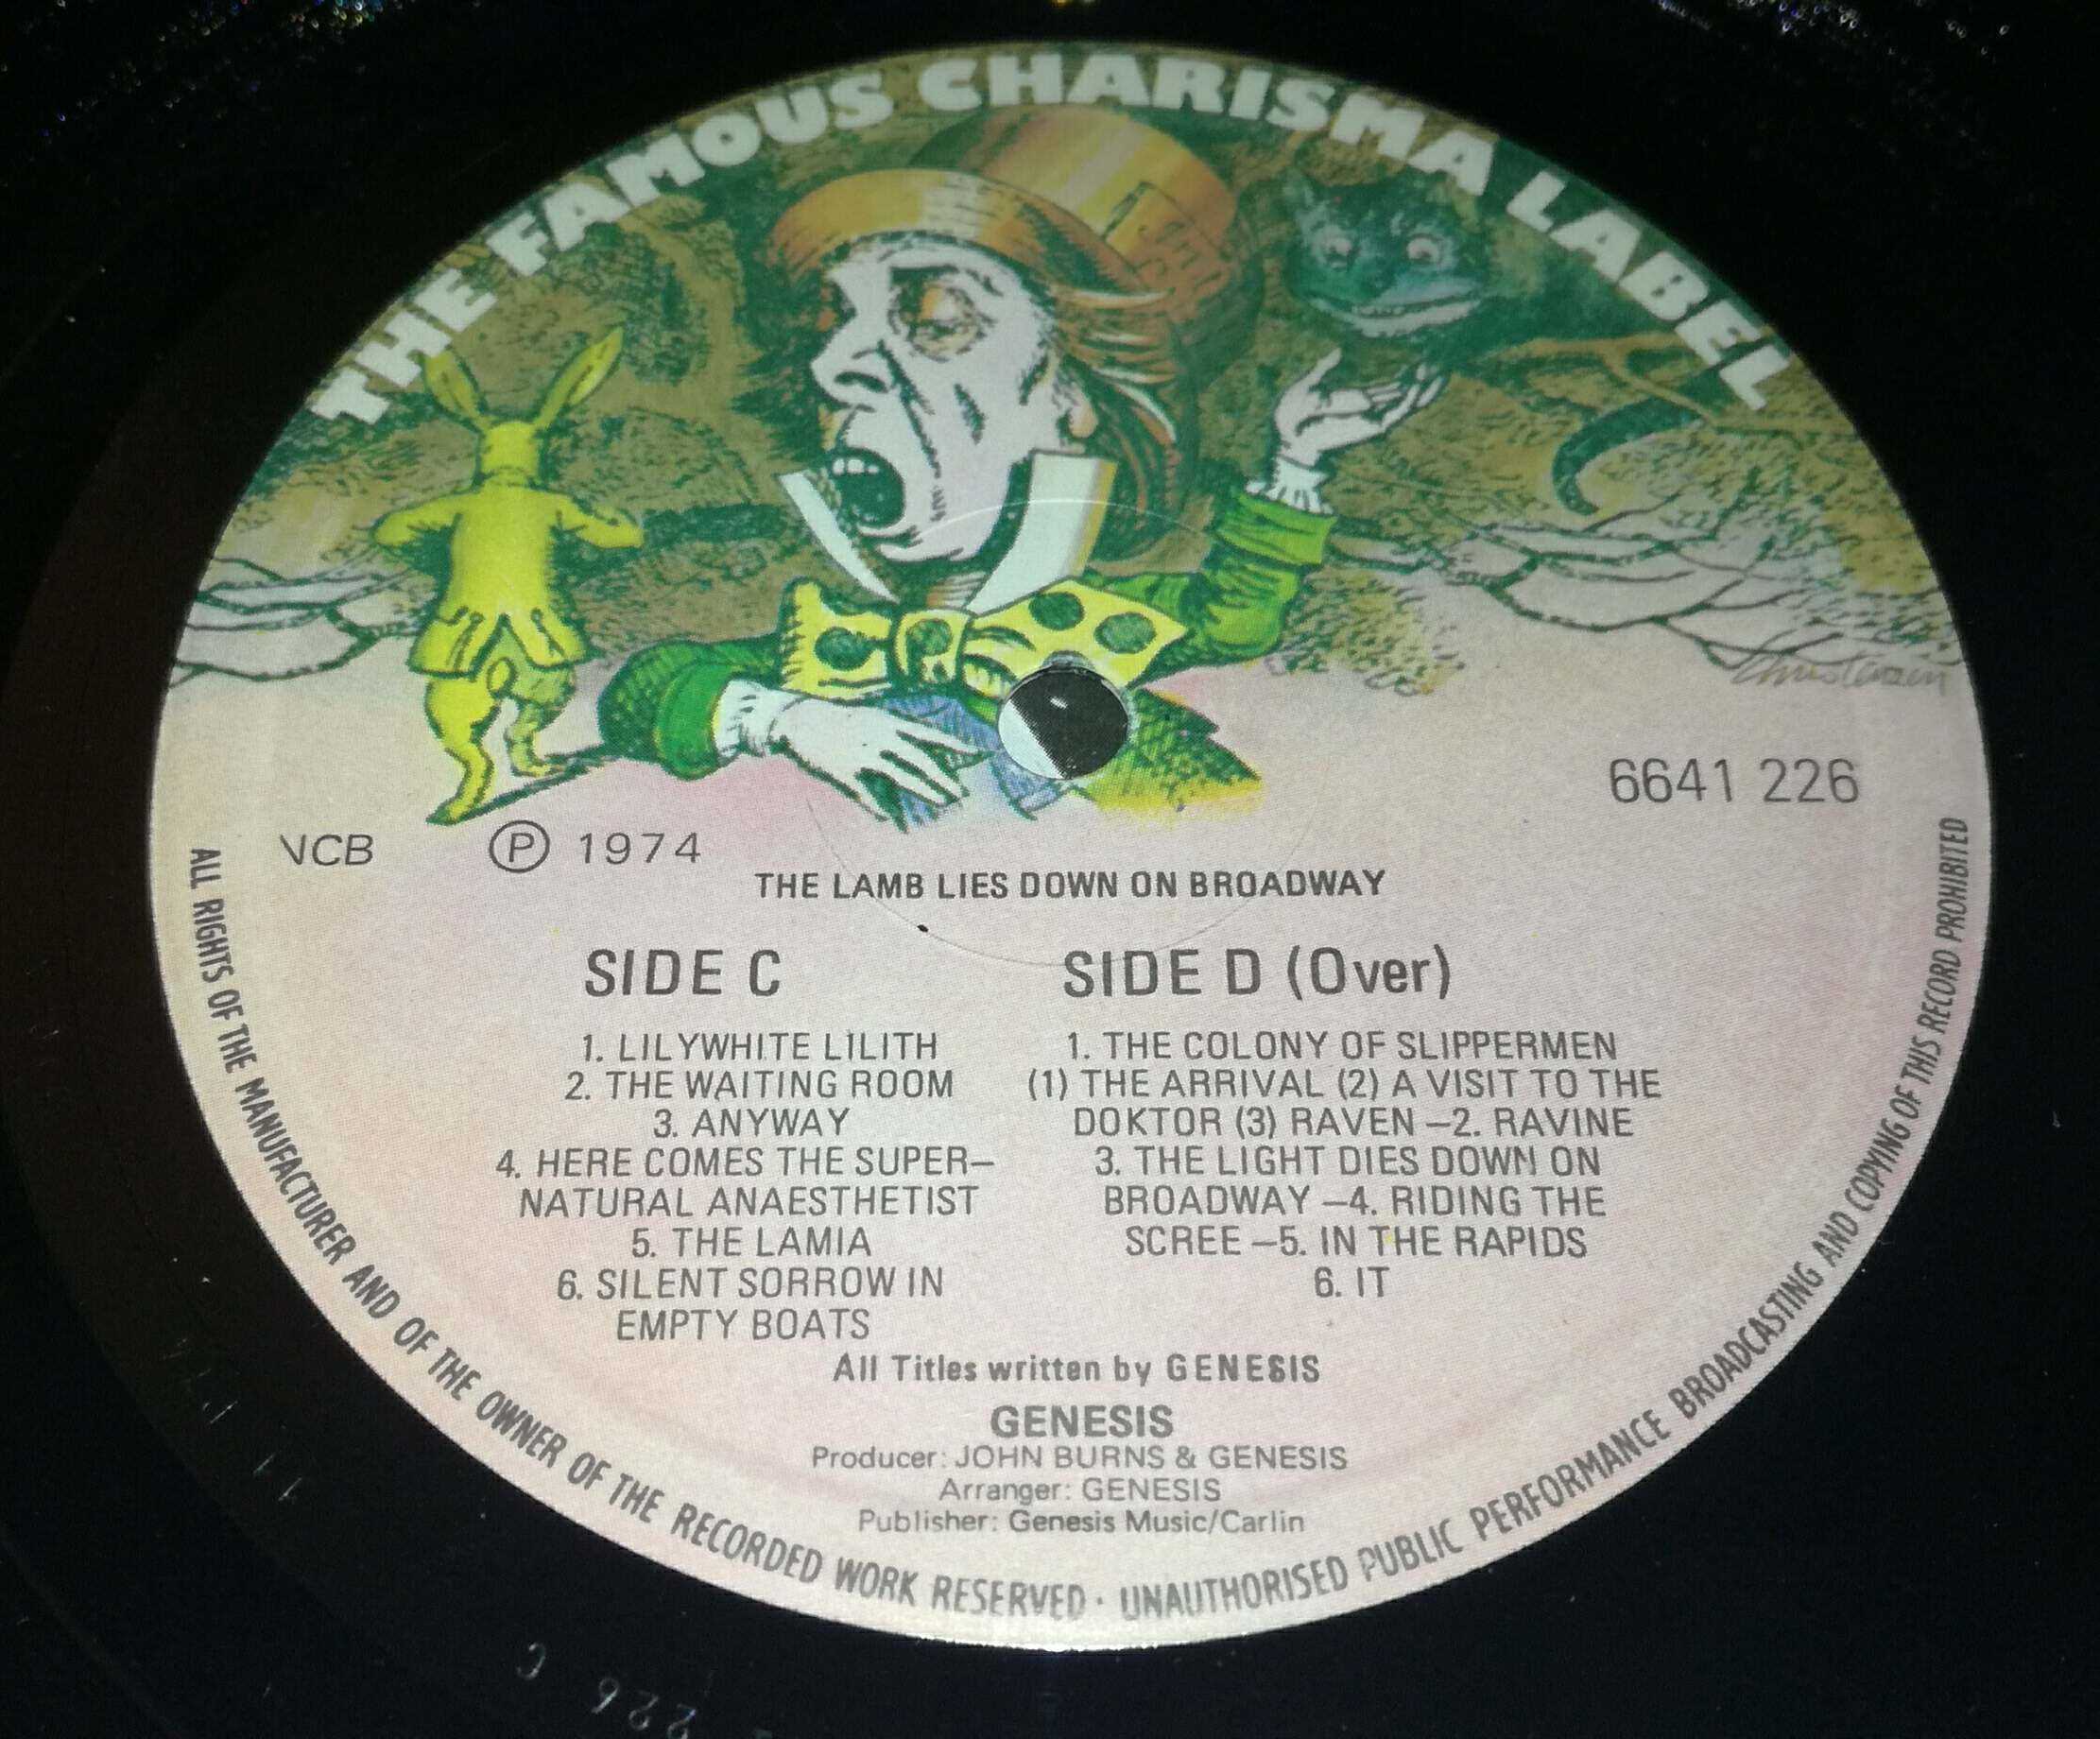 THE FAMOUS CHARISMA LABEL
6641 226
VCB
Ⓟ 1974
THE LAMB LIES DOWN ON BROADWAY
SIDE C
1. LILYWHITE LILITH
2. THE WAITING ROOM
3. ANYWAY
4. HERE COMES THE SUPER–
NATURAL ANAESTHETIST
5. THE LAMIA
6. SILENT SORROW IN
EMPTY BOATS
SIDE D (Over)
1. THE COLONY OF SLIPPERMEN
(1) THE ARRIVAL (2) A VISIT TO THE
DOKTOR (3) RAVEN –2. RAVINE
3. THE LIGHT DIES DOWN ON
BROADWAY –4. RIDING THE
SCREE –5. IN THE RAPIDS
6. IT
All Titles written by GENESIS
GENESIS
Producer: JOHN BURNS & GENESIS
Arranger: GENESIS
Publisher: Genesis Music/Carlin
ALL RIGHTS OF THE MANUFACTURER AND OF THE OWNER OF THE RECORDED WORK RESERVED · UNAUTHORISED PUBLIC PERFORMANCE BROADCASTING AND COPYING OF THIS RECORD PROHIBITED
226 C